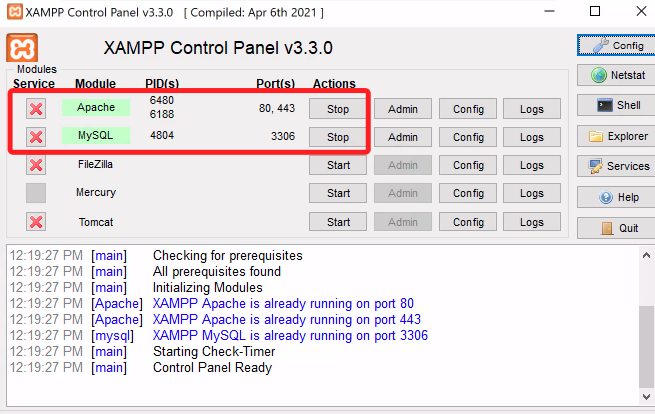 XAMPP Control Panel v3.3.0 [ Compiled: Apr 6th 2021 ]
XAMPP Control Panel v3.3.0
Config
Modules
Service Module PID(s) Port(s) Actions
Netstat
Apache 6480 6188 80, 443 Stop Admin Config Logs
Shell
MySQL 4804 3306 Stop Admin Config Logs
Explorer
FileZilla Start Admin Config Logs
Services
Mercury Start Admin Config Logs
Help
Tomcat Start Admin Config Logs
Quit
12:19:27 PM [main] Checking for prerequisites
12:19:27 PM [main] All prerequisites found
12:19:27 PM [main] Initializing Modules
12:19:27 PM [Apache] XAMPP Apache is already running on port 80
12:19:27 PM [Apache] XAMPP Apache is already running on port 443
12:19:27 PM [mysql] XAMPP MySQL is already running on port 3306
12:19:27 PM [main] Starting Check-Timer
12:19:27 PM [main] Control Panel Ready